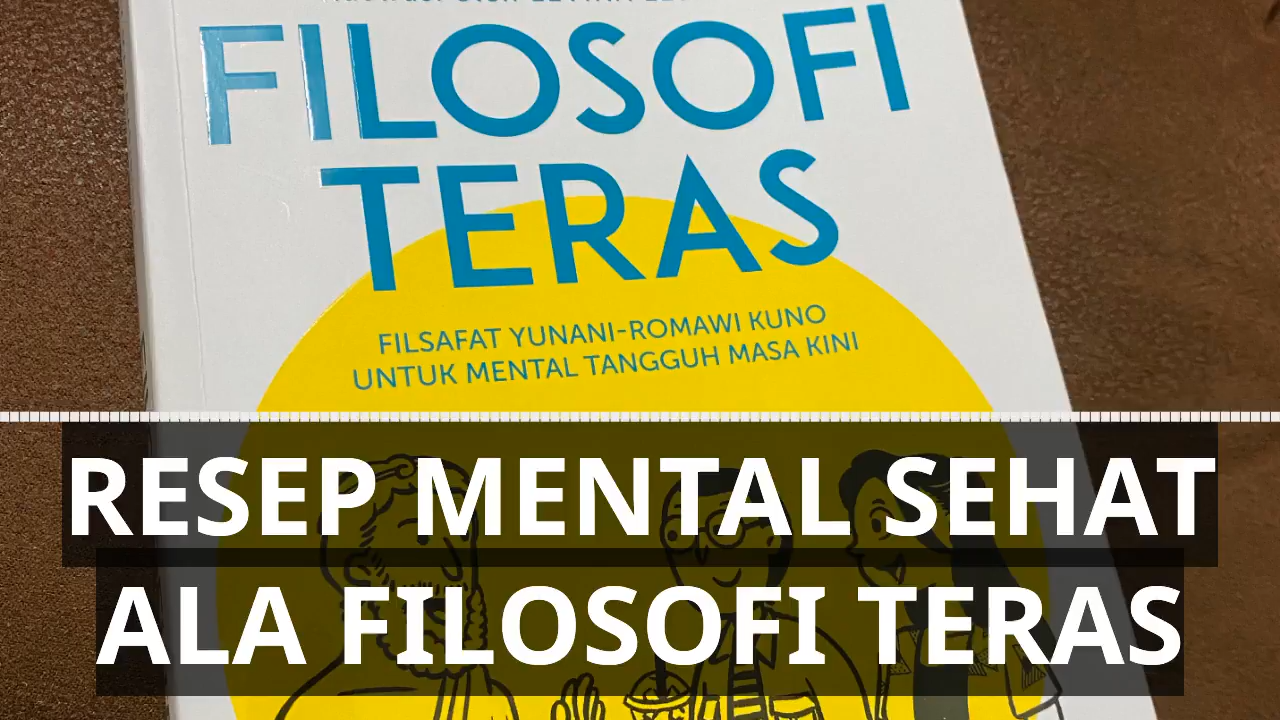 FILOSOFI
TERAS
FILSAFAT YUNANI-ROMAWI KUNO
UNTUK MENTAL TANGGUH MASA KINI
RESEP MENTAL SEHAT
ALA FILOSOFI TERAS